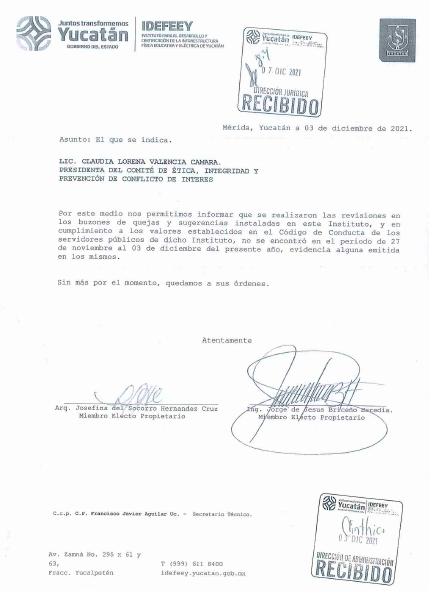 Juntos transformemos
Yucatán
GOBIERNO DEL ESTADO
IDEFEEY
INSTITUTO PARA EL DESARROLLO Y
CERTIFICACIÓN DE LA INFRAESTRUCTURA
FÍSICA EDUCATIVA Y ELÉCTRICA DE YUCATÁN
Yucatán IDEFEEY
07 DIC 2021
DIRECCIÓN JURÍDICA
RECIBIDO
Mérida, Yucatán a 03 de diciembre de 2021.
Asunto: El que se indica.
LIC. CLAUDIA LORENA VALENCIA CAMARA.
PRESIDENTA DEL COMITÉ DE ÉTICA, INTEGRIDAD Y
PREVENCIÓN DE CONFLICTO DE INTERES
Por este medio nos permitimos informar que se realizaron las revisiones en
los buzones de quejas y sugerencias instaladas en este Instituto, y en
cumplimiento a los valores establecidos en el Código de Conducta de los
servidores públicos de dicho Instituto, no se encontró en el periodo de 27
de noviembre al 03 de diciembre del presente año, evidencia alguna emitida
en los mismos.
Sin más por el momento, quedamos a sus órdenes.
Atentamente
Arq. Josefina del Socorro Hernandez Cruz
Miembro Electo Propietario
Ing. Jorge de Jesus Briceño Heredia.
Miembro Electo Propietario
C.c.p. C.P. Francisco Javier Aguilar Uc. - Secretario Técnico.
Yucatán IDEFEEY
Cinthia
03 DIC 2021
DIRECCIÓN DE ADMINISTRACIÓN
RECIBIDO
Av. Zamná No. 295 x 61 y
63,
Fracc. Yucalpetén
T (999) 611 8400
idefeey.yucatan.gob.mx